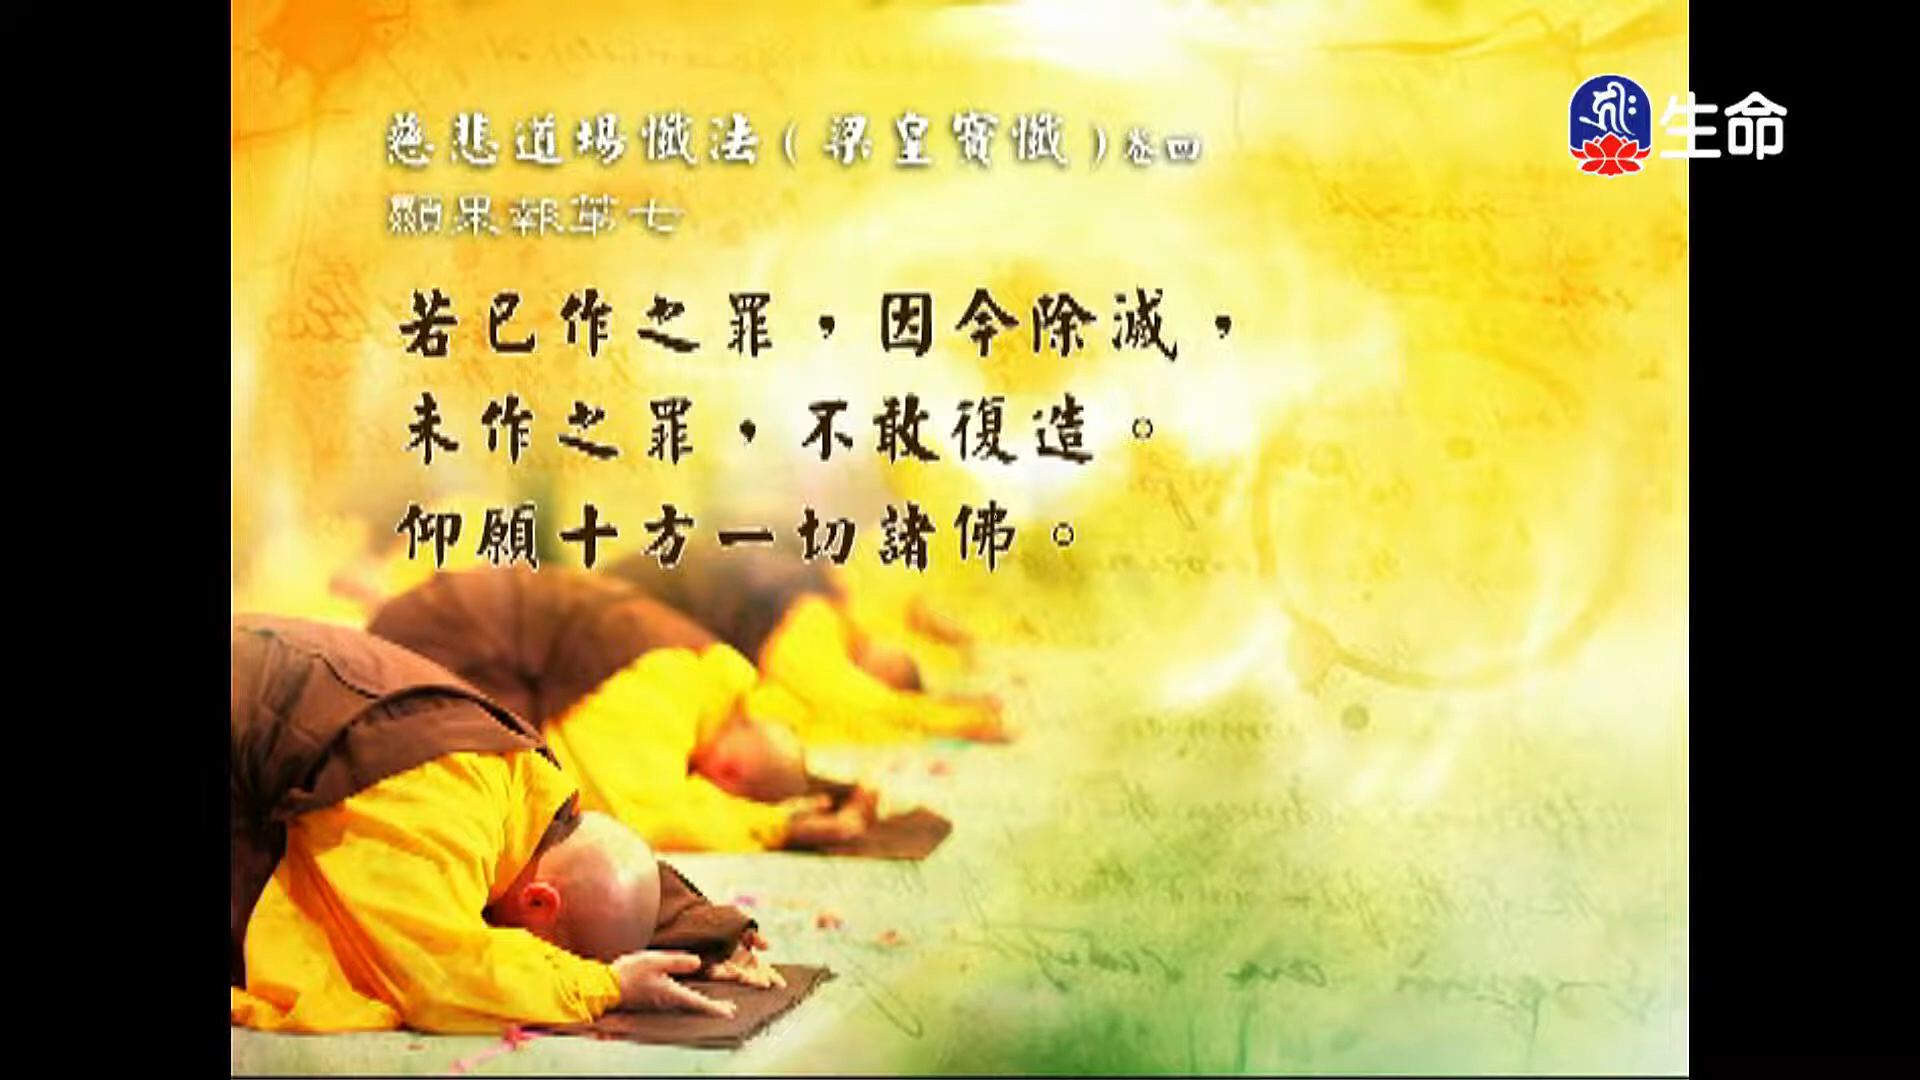 慈悲道場懺法(梁皇寶懺)卷四
顯果報第七
若已作之罪，因今除滅，
未作之罪，不敢復造。
仰願十方一切諸佛。
生命